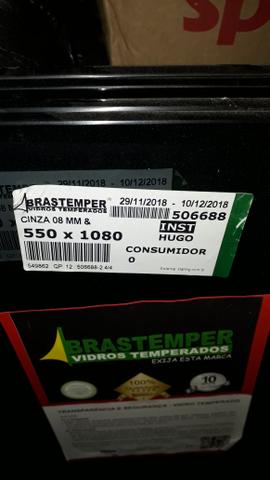 sp
29/11/2018 - 10/12/2018
BRASTEMPER
VIDROS TEMPERADOS
29/11/2018 - 10/12/2018
506688
CINZA 08 MM &
INST
HUGO
550 x 1080
CONSUMIDOR
0
549862 GP 12 506688-2 4/4
BRASTEMPER
VIDROS TEMPERADOS
EXIJA ESTA MARCA
100%
10
TRANSPARÊNCIA E SEGURANÇA - VIDRO TEMPERADO